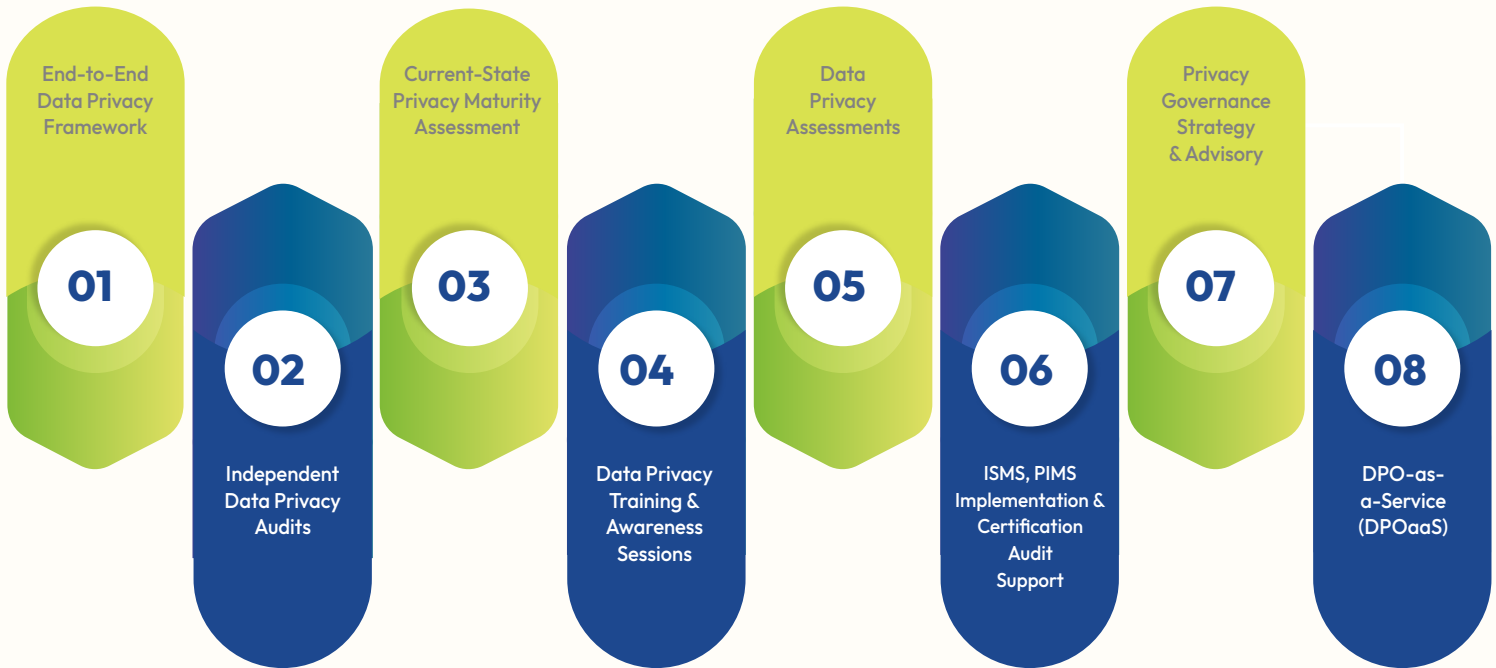 End-to-End
Data Privacy
Framework
01
02
Independent
Data Privacy
Audits
Current-State
Privacy Maturity
Assessment
03
04
Data Privacy
Training &
Awareness
Sessions
Data
Privacy
Assessments
05
06
ISMS, PIMS
Implementation &
Certification
Audit
Support
Privacy
Governance
Strategy
& Advisory
07
08
DPO-as-
a-Service
(DPOaaS)